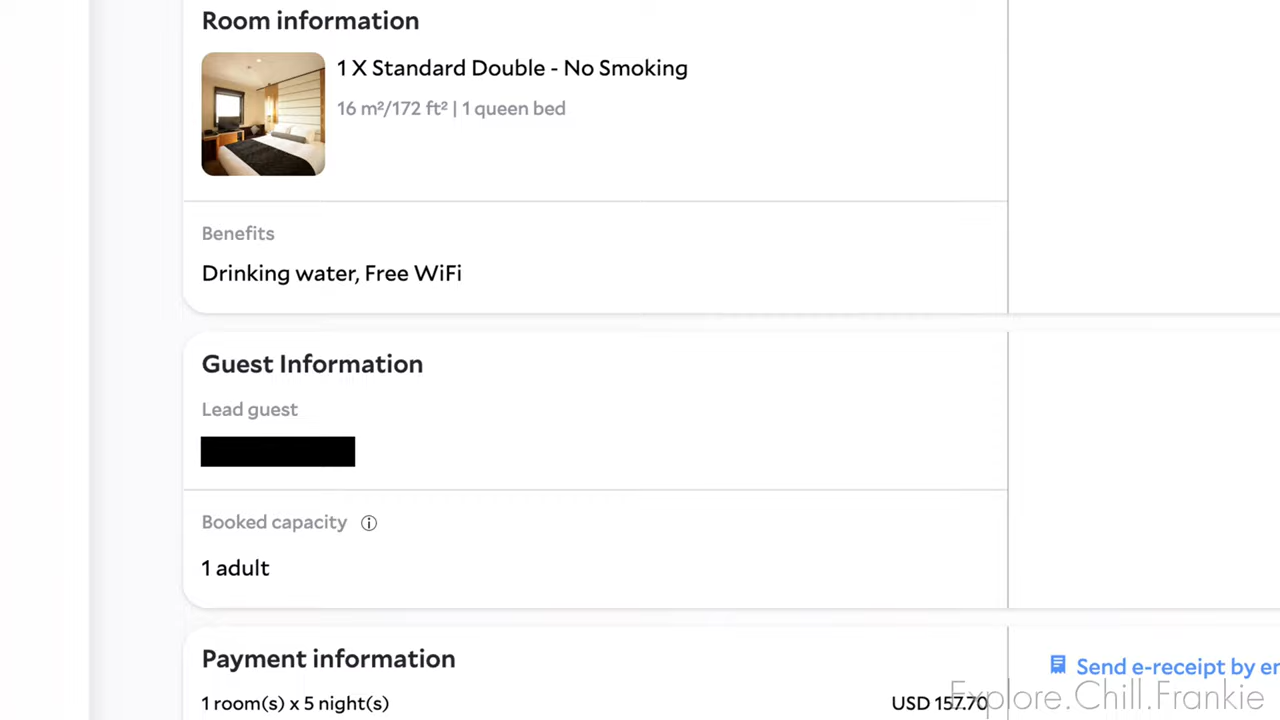 Room information
1 X Standard Double - No Smoking
16 m²/172 ft² | 1 queen bed
Benefits
Drinking water, Free WiFi
Guest Information
Lead guest
Booked capacity
1 adult
Payment information
Send e-receipt by
1 room(s) x 5 night(s)
USD 157.70
Explore.Chill.Frankie